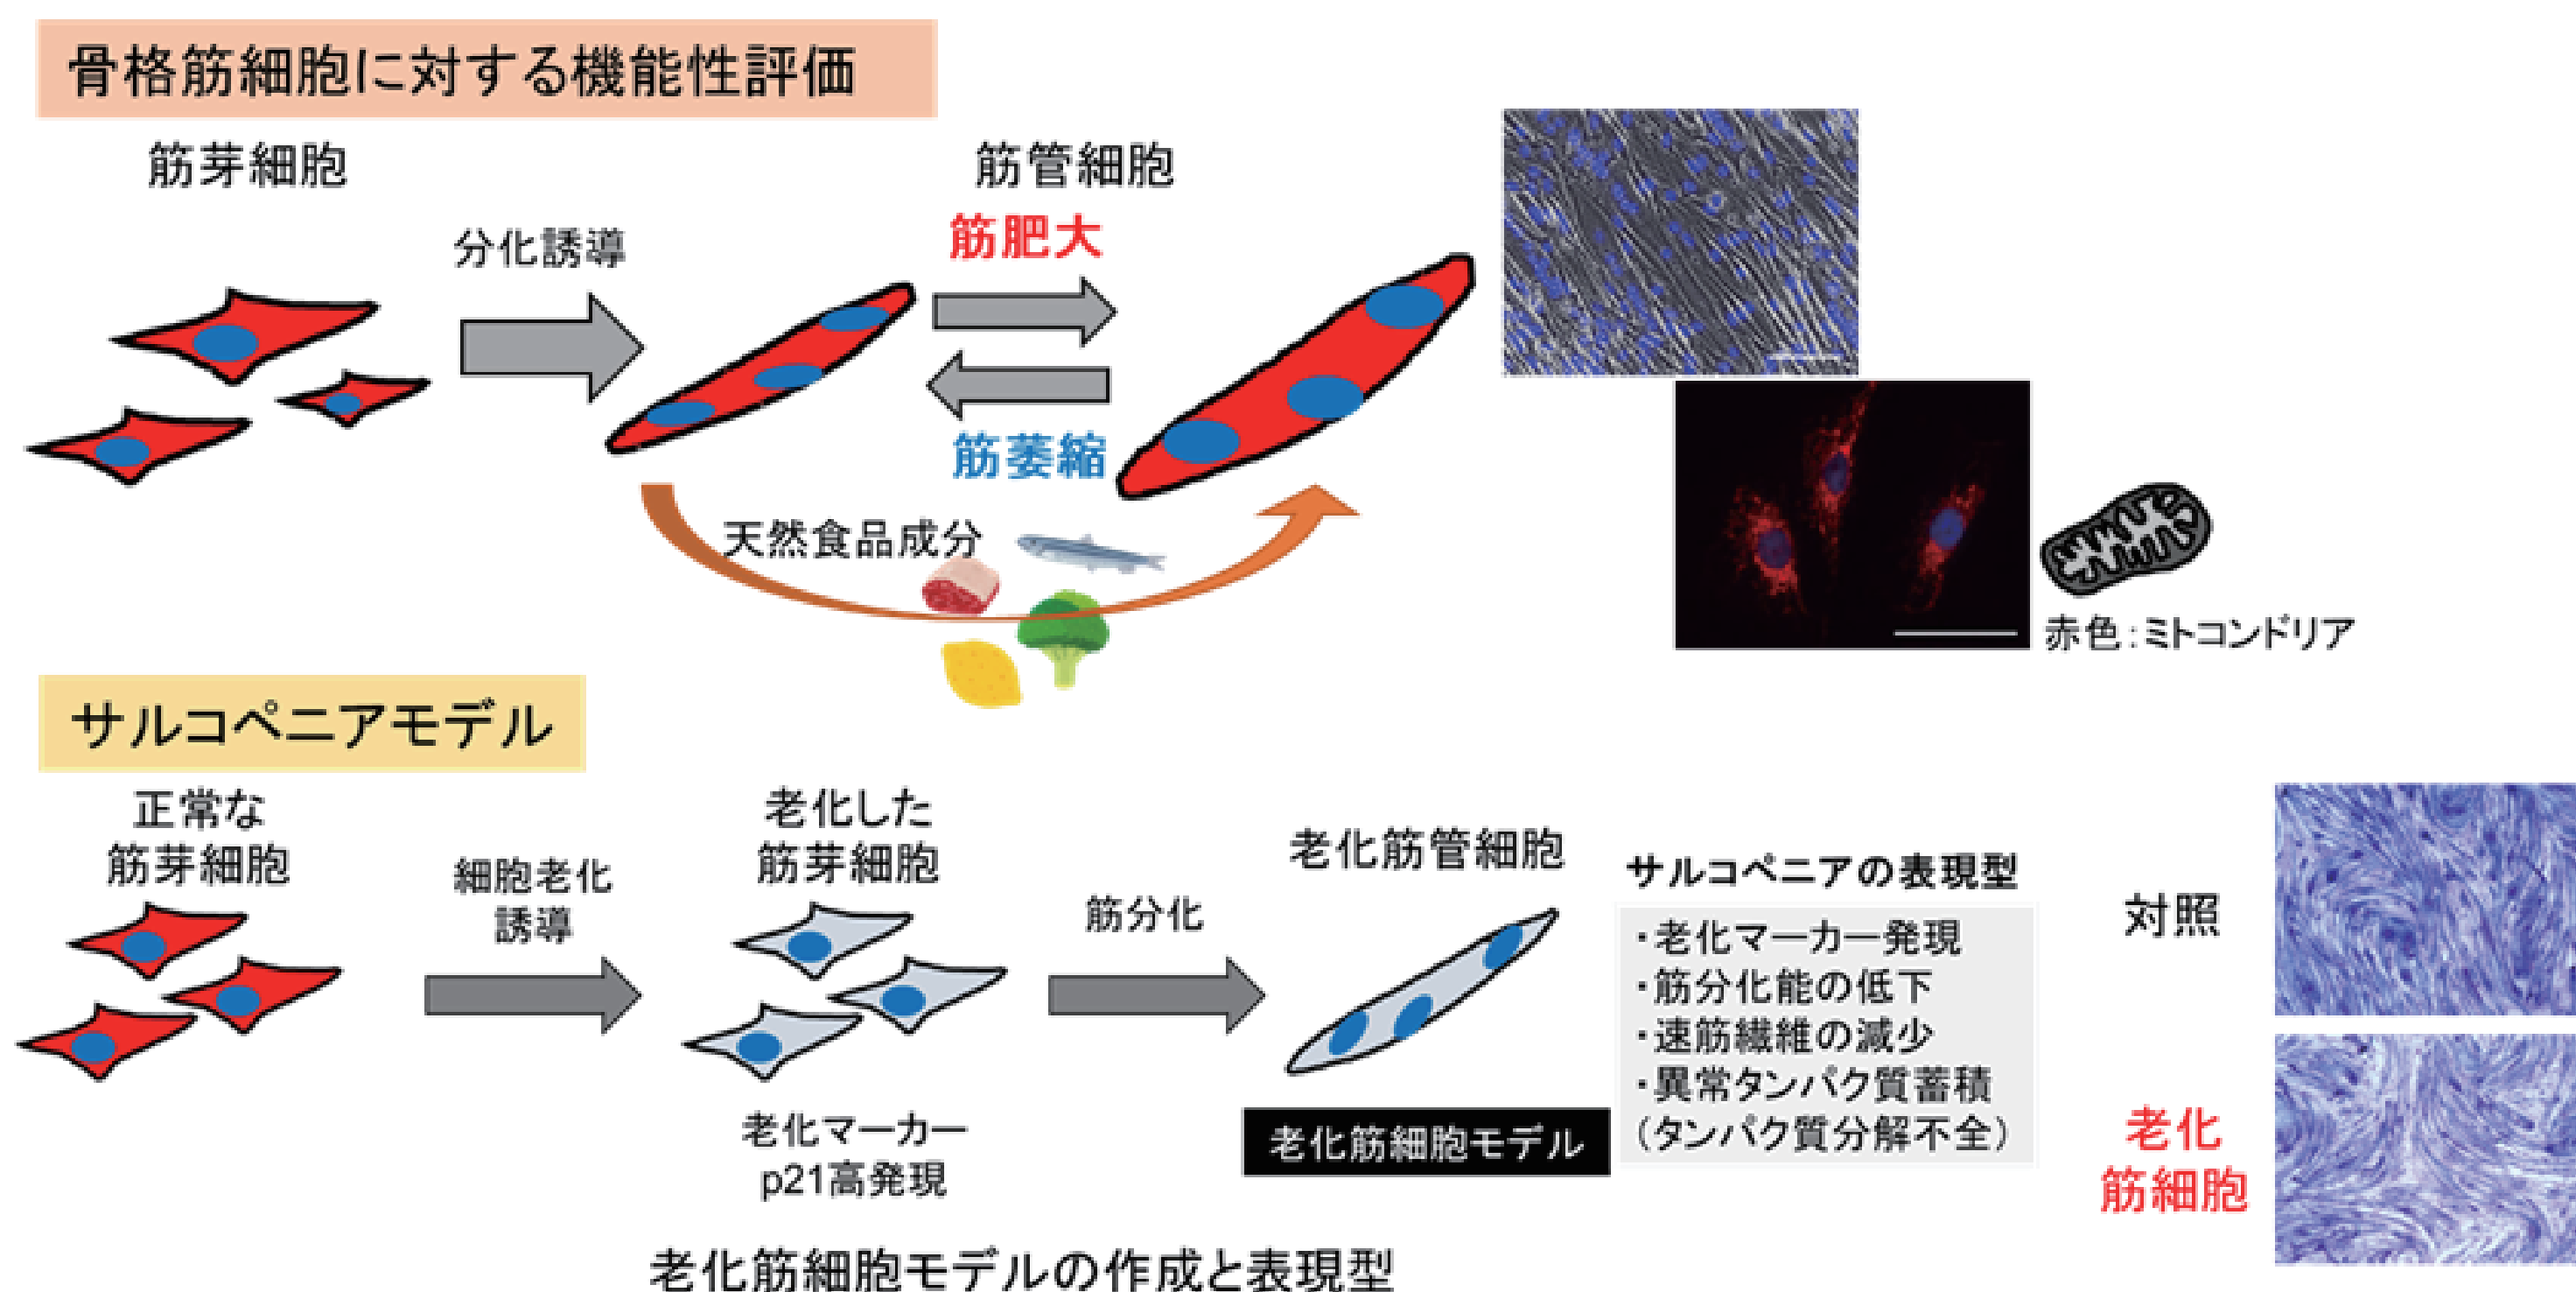 骨格筋細胞に対する機能性評価
筋芽細胞
分化誘導
筋管細胞
筋肥大
筋萎縮
天然食品成分
赤色：ミトコンドリア
サルコペニアモデル
正常な
筋芽細胞
細胞老化
誘導
老化した
筋芽細胞
老化マーカー
p21高発現
筋分化
老化筋管細胞
老化筋細胞モデル
サルコペニアの表現型
・老化マーカー発現
・筋分化能の低下
・速筋繊維の減少
・異常タンパク質蓄積
（タンパク質分解不全）
対照
老化
筋細胞
老化筋細胞モデルの作成と表現型